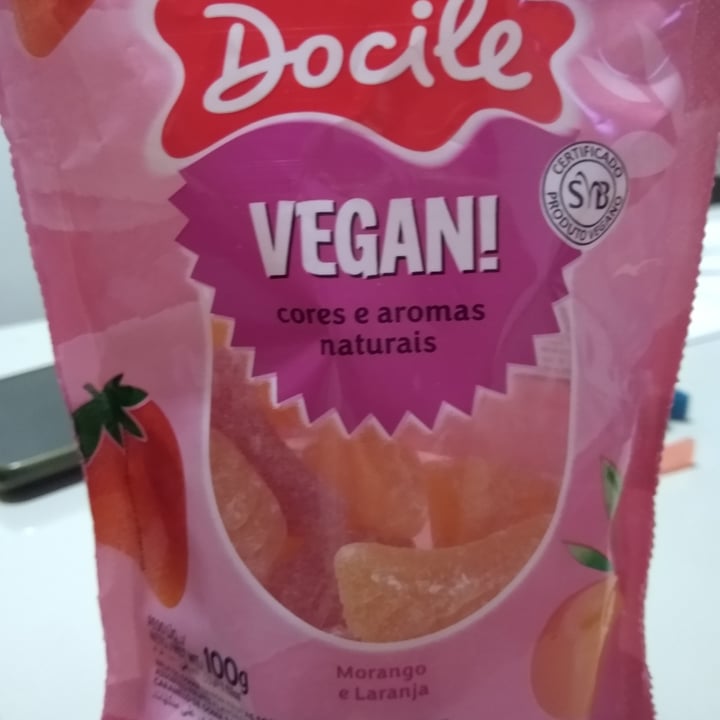 Docile
CERTIFICADO
SVB
PRODUTO VEGANO
VEGAN!
cores e aromas
naturais
100g
Morango
e Laranja